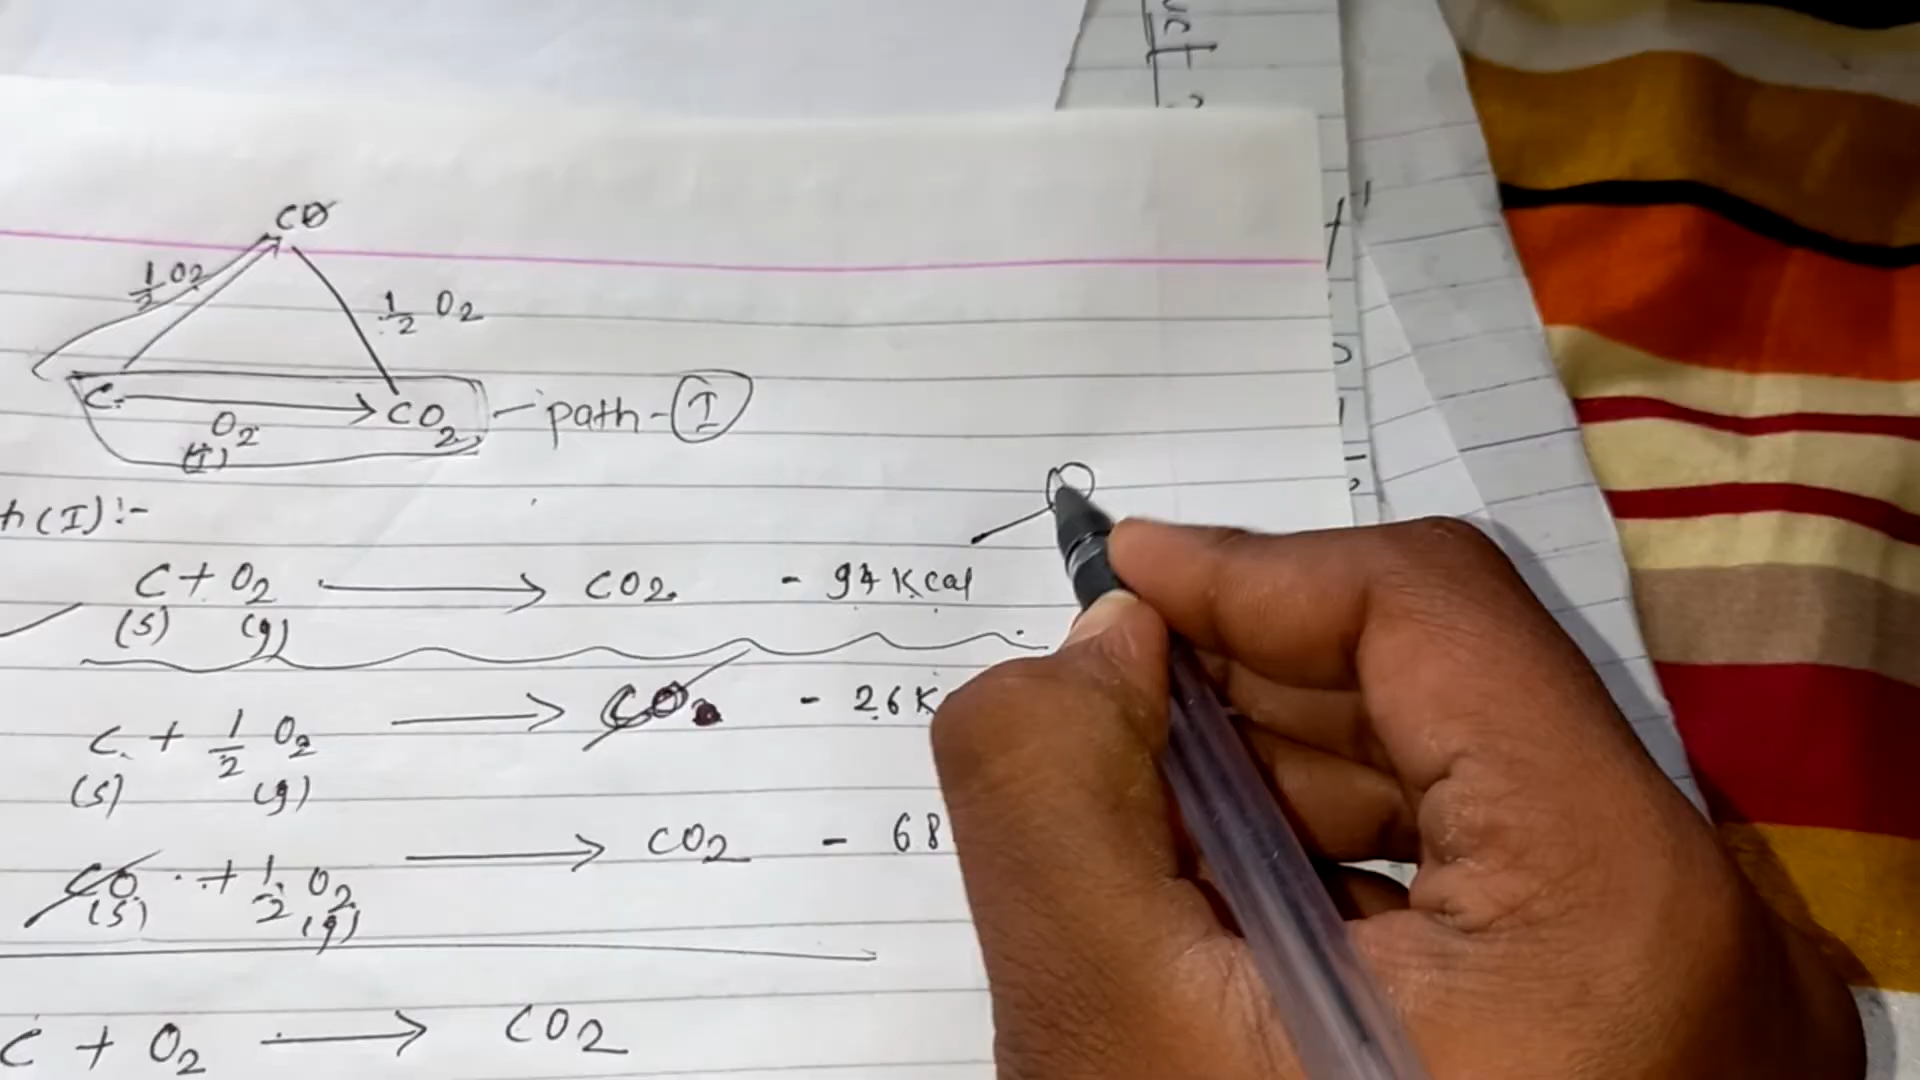 CO
1/2 O2
1/2 O2
C → CO2 - path - (I)
O2
(I)
h (I) :-
C + O2 → CO2 - 94 Kcal
(s) (g)
C + 1/2 O2 → CO - 26 K
(s) (g)
CO + 1/2 O2 → CO2 - 68
(s) (g)
C + O2 → CO2